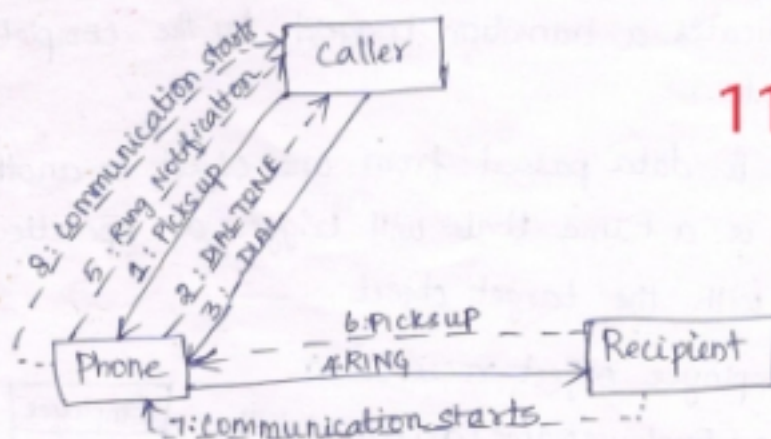 Caller
8: communication starts
5: Ring Notification
1: Picks up
2: DIALTONE
3: DIAL
11
Phone
6: Picks up
4: RING
Recipient
7: communication starts